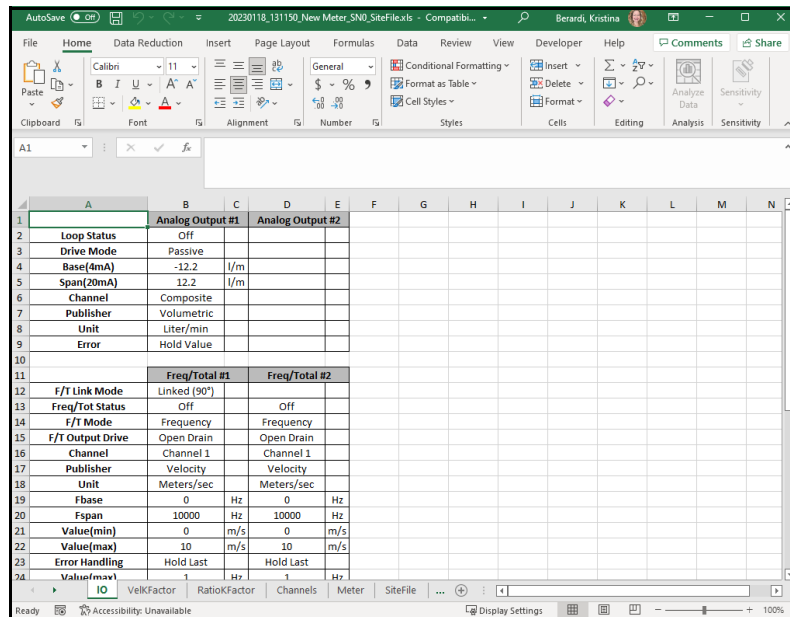 AutoSave Off 20230118_131150_New Meter_SN0_SiteFile.xls - Compatibi... Berardi, Kristina
File Home Data Reduction Insert Page Layout Formulas Data Review View Developer Help Comments Share
Paste Calibri 11 General Conditional Formatting Insert Analyze Data Sensitivity
B I U A A $ % Format as Table Delete
A Cell Styles Format
Clipboard Font Alignment Number Styles Cells Editing Analysis Sensitivity
A1 fx
A B C D E F G H I J K L M N
1 Analog Output #1 Analog Output #2
2 Loop Status Off
3 Drive Mode Passive
4 Base(4mA) -12.2 l/m
5 Span(20mA) 12.2 l/m
6 Channel Composite
7 Publisher Volumetric
8 Unit Liter/min
9 Error Hold Value
10
11 Freq/Total #1 Freq/Total #2
12 F/T Link Mode Linked (90°)
13 Freq/Tot Status Off Off
14 F/T Mode Frequency Frequency
15 F/T Output Drive Open Drain Open Drain
16 Channel Channel 1 Channel 1
17 Publisher Velocity Velocity
18 Unit Meters/sec Meters/sec
19 Fbase 0 Hz 0 Hz
20 Fspan 10000 Hz 10000 Hz
21 Value(min) 0 m/s 0 m/s
22 Value(max) 10 m/s 10 m/s
23 Error Handling Hold Last Hold Last
24 Value(max) 1 Hz 1 Hz
IO VelKFactor RatioKFactor Channels Meter SiteFile ...
Ready Accessibility: Unavailable Display Settings 100%